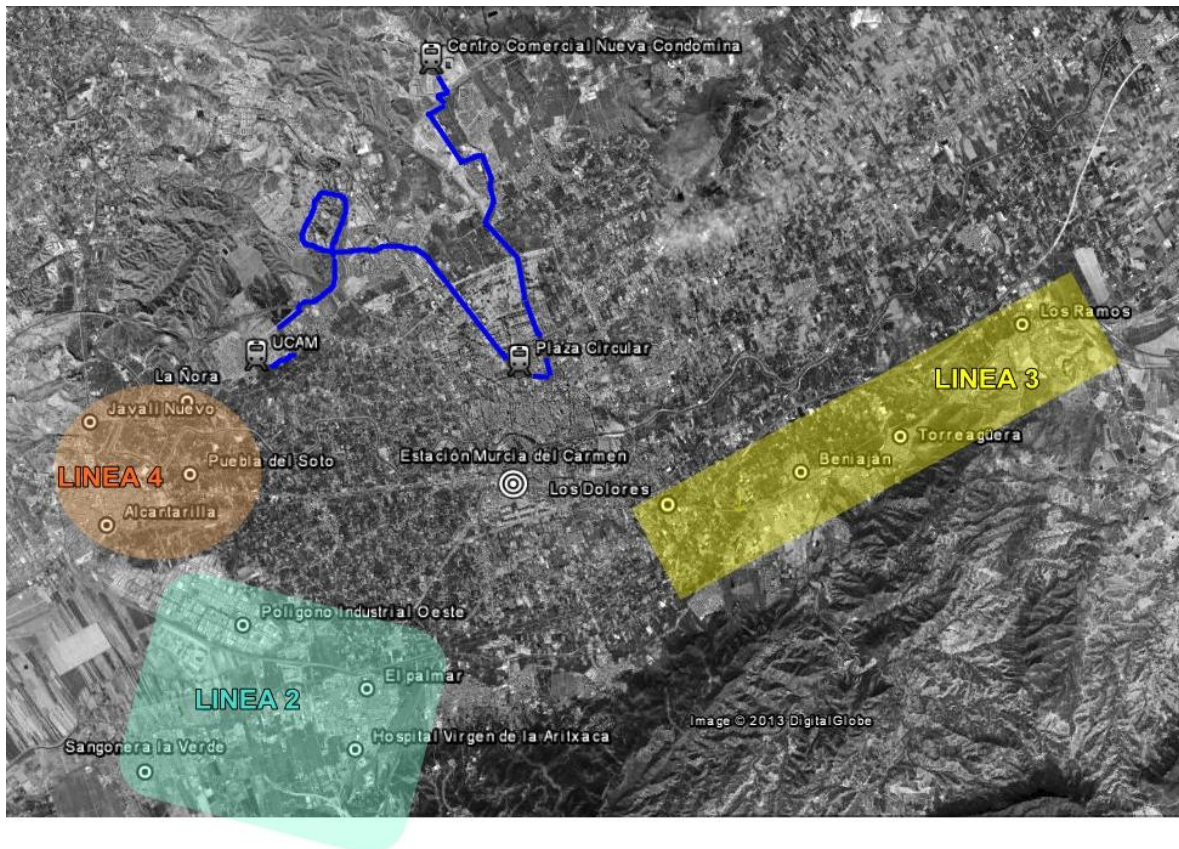 Centro Comercial Nueva Condomina
UCAM
Plaza Circular
La Ñora
Javalí Nuevo
LINEA 4
Puebla del Soto
Alcantarilla
Estación Murcia del Carmen
Los Dolores
Los Ramos
LINEA 3
Torreagüera
Beniaján
Polígono Industrial Oeste
El palmar
LINEA 2
Hospital Virgen de la Aritxaca
Sangonera la Verde
Image © 2013 DigitalGlobe